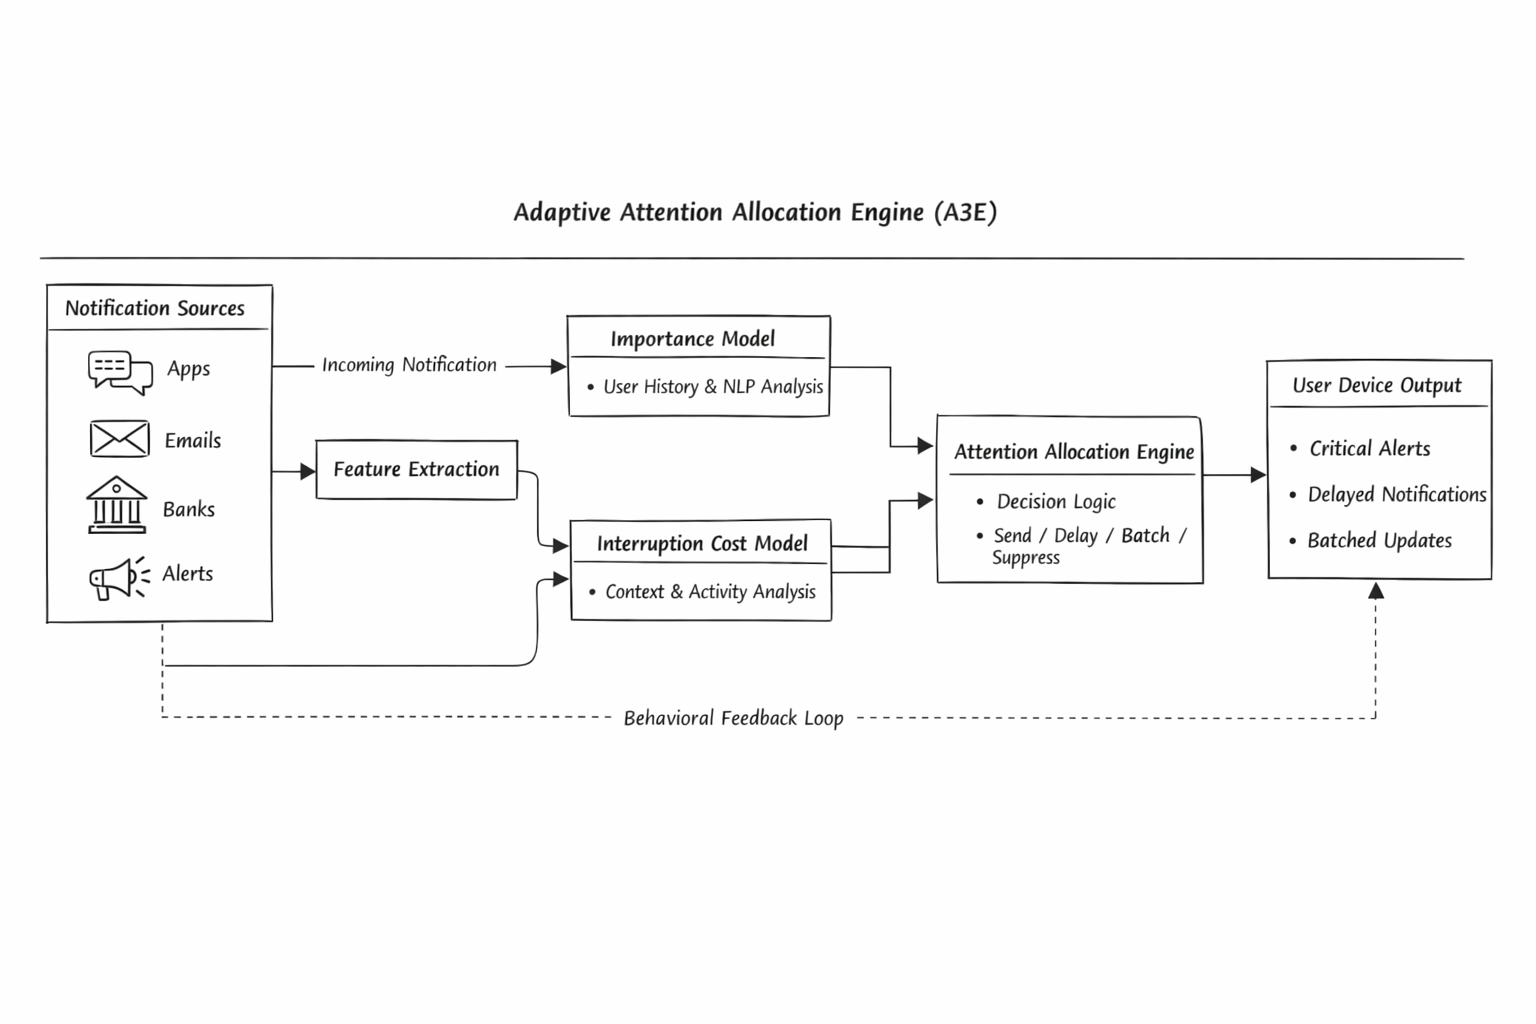 Adaptive Attention Allocation Engine (A3E)
Notification Sources
Apps
Emails
Banks
Alerts
Incoming Notification
Feature Extraction
Importance Model
• User History & NLP Analysis
Interruption Cost Model
• Context & Activity Analysis
Attention Allocation Engine
• Decision Logic
• Send / Delay / Batch /
Suppress
User Device Output
• Critical Alerts
• Delayed Notifications
• Batched Updates
Behavioral Feedback Loop